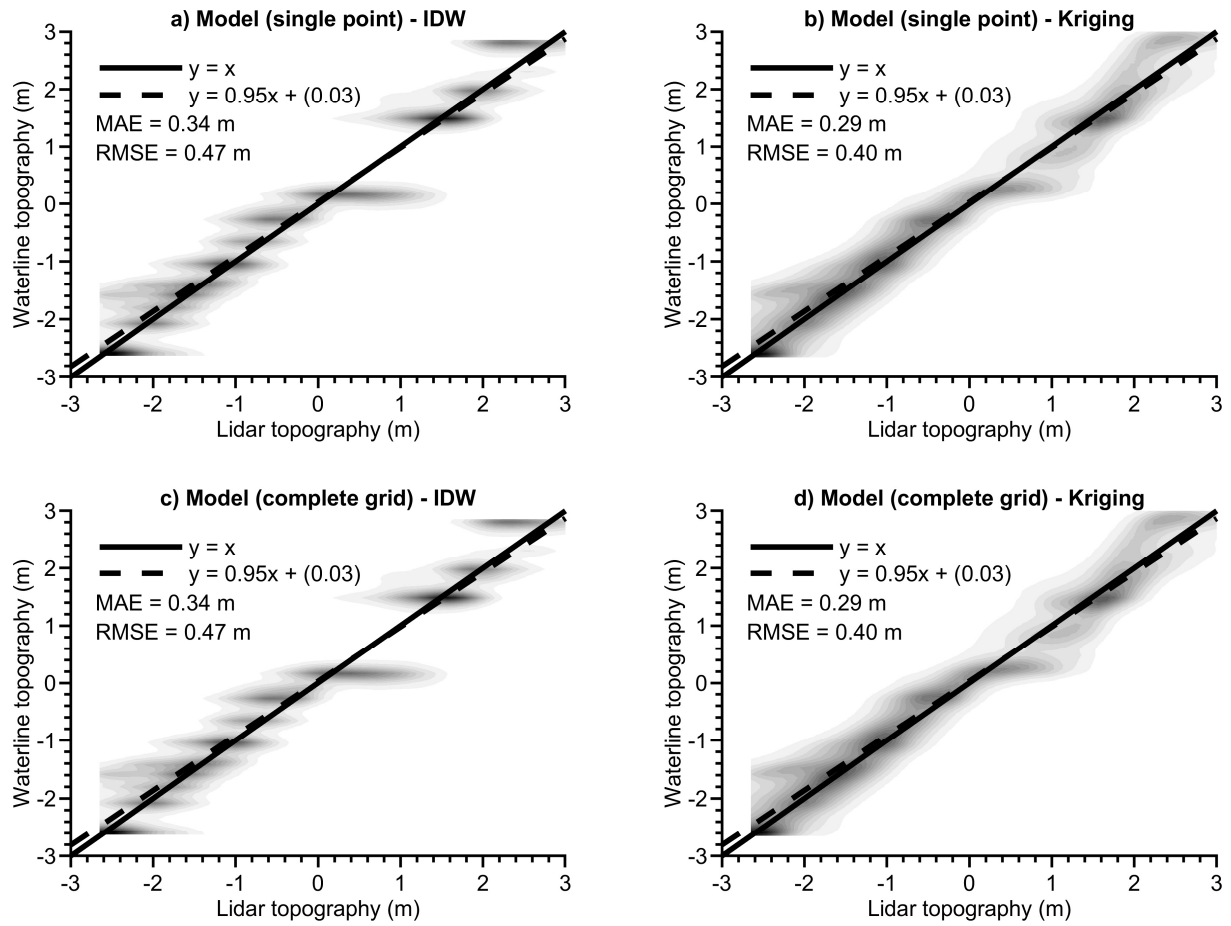 a) Model (single point) - IDW
3
2
1
0
-1
-2
-3
Waterline topography (m)
y = x
y = 0.95x + (0.03)
MAE = 0.34 m
RMSE = 0.47 m
-3 -2 -1 0 1 2 3
Lidar topography (m)
b) Model (single point) - Kriging
3
2
1
0
-1
-2
-3
Waterline topography (m)
y = x
y = 0.95x + (0.03)
MAE = 0.29 m
RMSE = 0.40 m
-3 -2 -1 0 1 2 3
Lidar topography (m)
c) Model (complete grid) - IDW
3
2
1
0
-1
-2
-3
Waterline topography (m)
y = x
y = 0.95x + (0.03)
MAE = 0.34 m
RMSE = 0.47 m
-3 -2 -1 0 1 2 3
Lidar topography (m)
d) Model (complete grid) - Kriging
3
2
1
0
-1
-2
-3
Waterline topography (m)
y = x
y = 0.95x + (0.03)
MAE = 0.29 m
RMSE = 0.40 m
-3 -2 -1 0 1 2 3
Lidar topography (m)